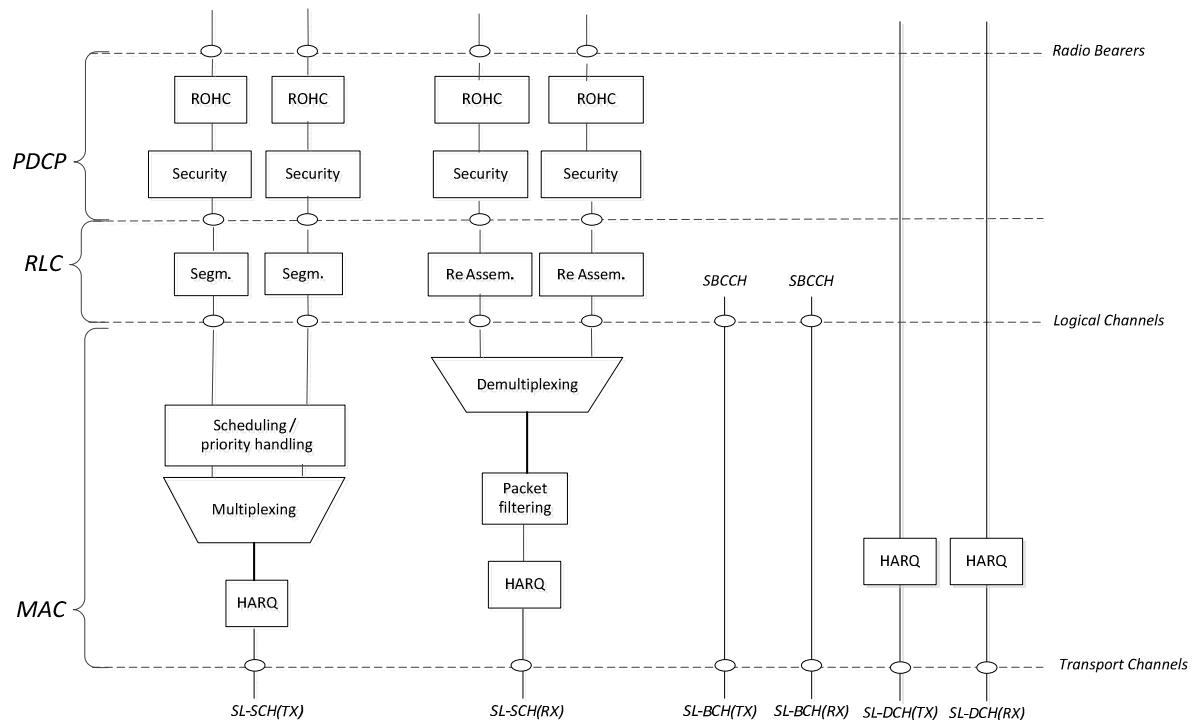 Radio Bearers
ROHC
ROHC
ROHC
ROHC
PDCP
Security
Security
Security
Security
RLC
Segm.
Segm.
Re Assem.
Re Assem.
SBCCH
SBCCH
Logical Channels
Demultiplexing
Scheduling /
priority handling
Packet
filtering
Multiplexing
HARQ
HARQ
HARQ
HARQ
MAC
Transport Channels
SL-SCH(TX)
SL-SCH(RX)
SL-BCH(TX)
SL-BCH(RX)
SL-DCH(TX)
SL-DCH(RX)